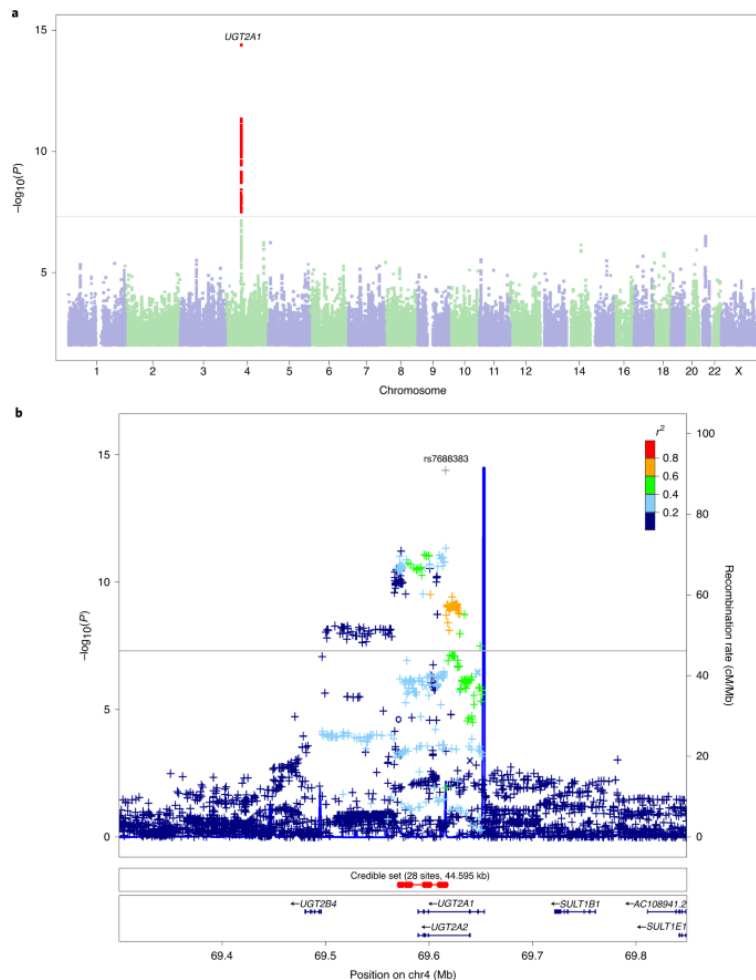 a
15
UGT2A1
10
–log10(P)
5
1 2 3 4 5 6 7 8 9 10 11 12 14 16 18 20 22 X
Chromosome
b
r²
100
15
rs7688383
0.8
0.6
80
0.4
0.2
10
60
–log10(P)
Recombination rate (cM/Mb)
40
5
20
0
0
Credible set (28 sites, 44.595 kb)
←UGT2B4 ←UGT2A1 ←SULT1B1 ←AC108941.2
←UGT2A2 ←SULT1E1
69.4 69.5 69.6 69.7 69.8
Position on chr4 (Mb)